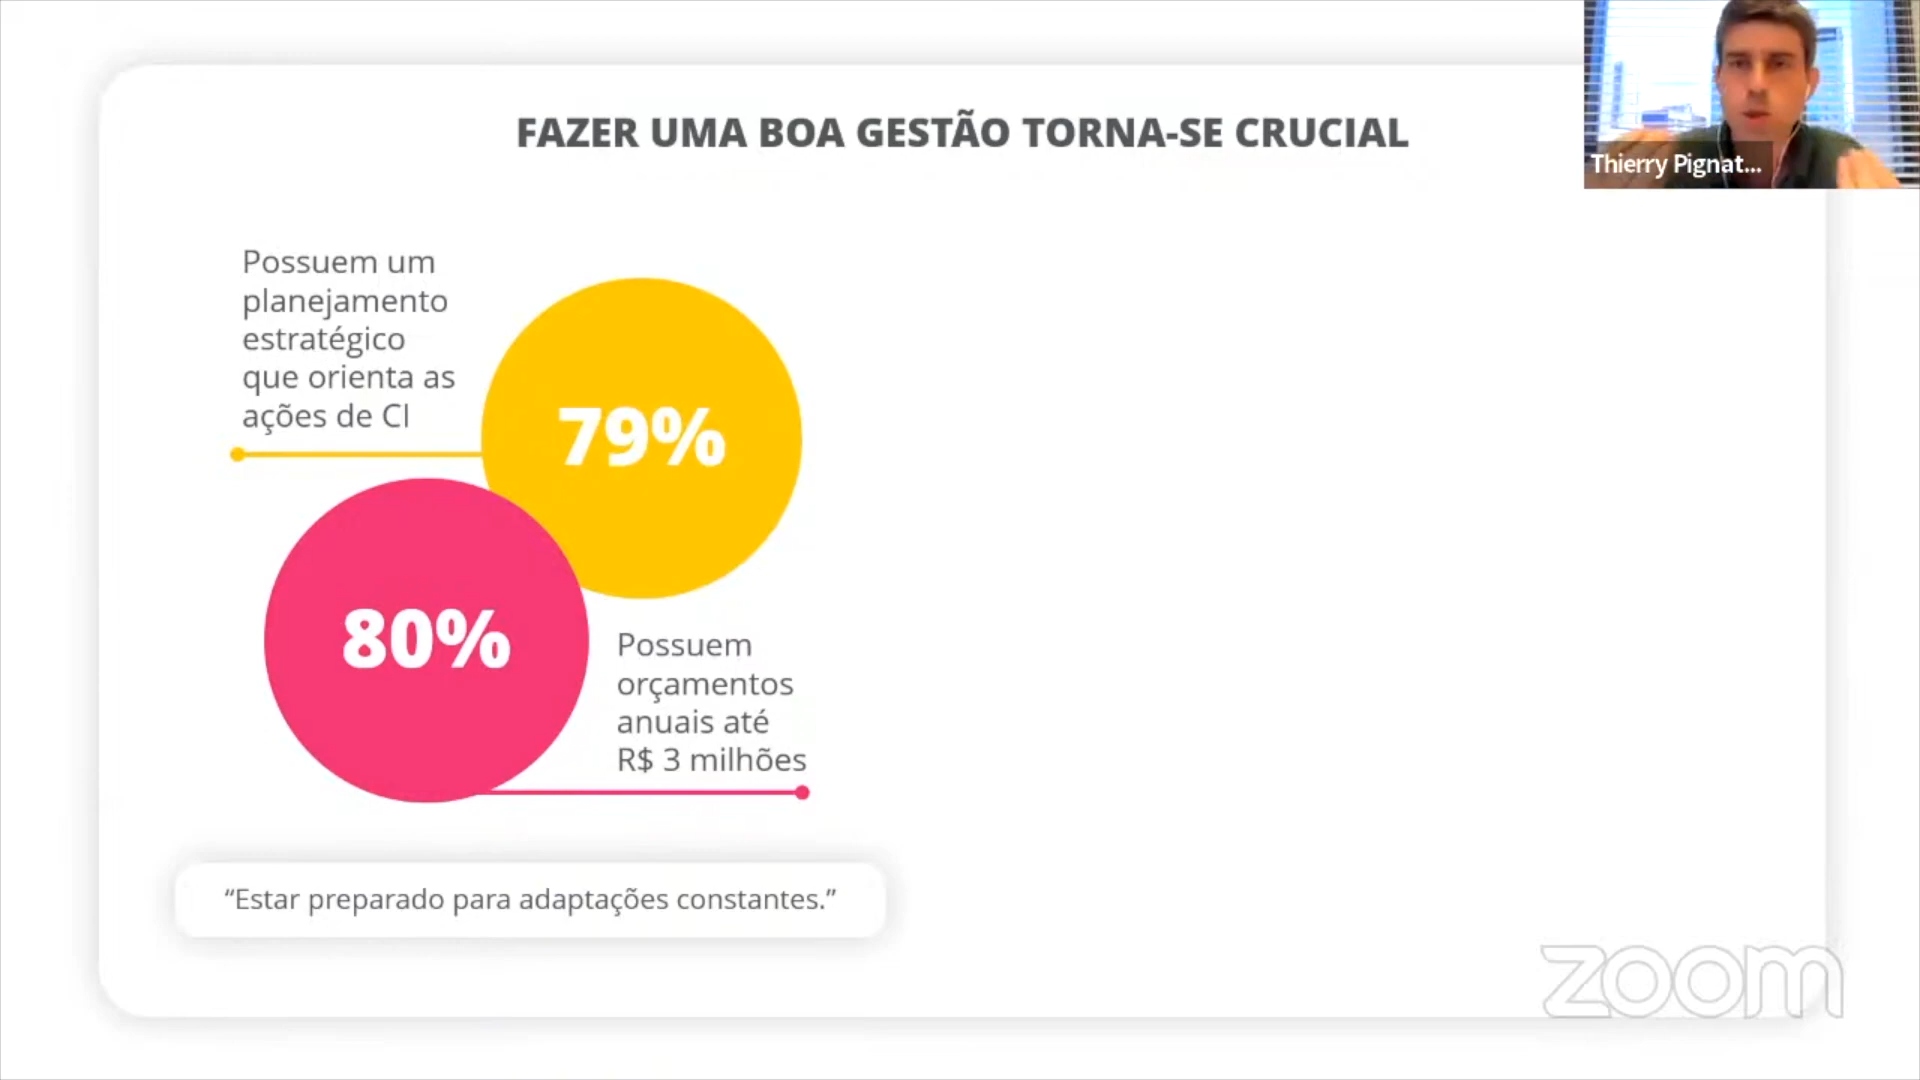 FAZER UMA BOA GESTÃO TORNA-SE CRUCIAL
Thierry Pignat...
Possuem um
planejamento
estratégico
que orienta as
ações de CI
79%
80%
Possuem
orçamentos
anuais até
R$ 3 milhões
“Estar preparado para adaptações constantes.”
zoom